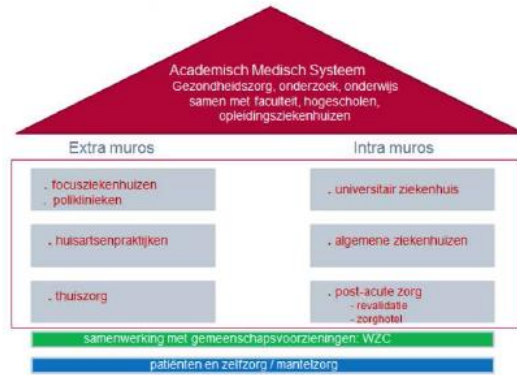 Academisch Medisch Systeem
Gezondheidszorg, onderzoek, onderwijs
samen met faculteit, hogescholen,
opleidingsziekenhuizen
Extra muros
Intra muros
. focusziekenhuizen
. poliklinieken
. universitair ziekenhuis
. huisartsenpraktijken
. algemene ziekenhuizen
. thuiszorg
. post-acute zorg
- revalidatie
- zorghotel
samenwerking met gemeenschapsvoorzieningen: WZC
patiënten en zelfzorg / mantelzorg